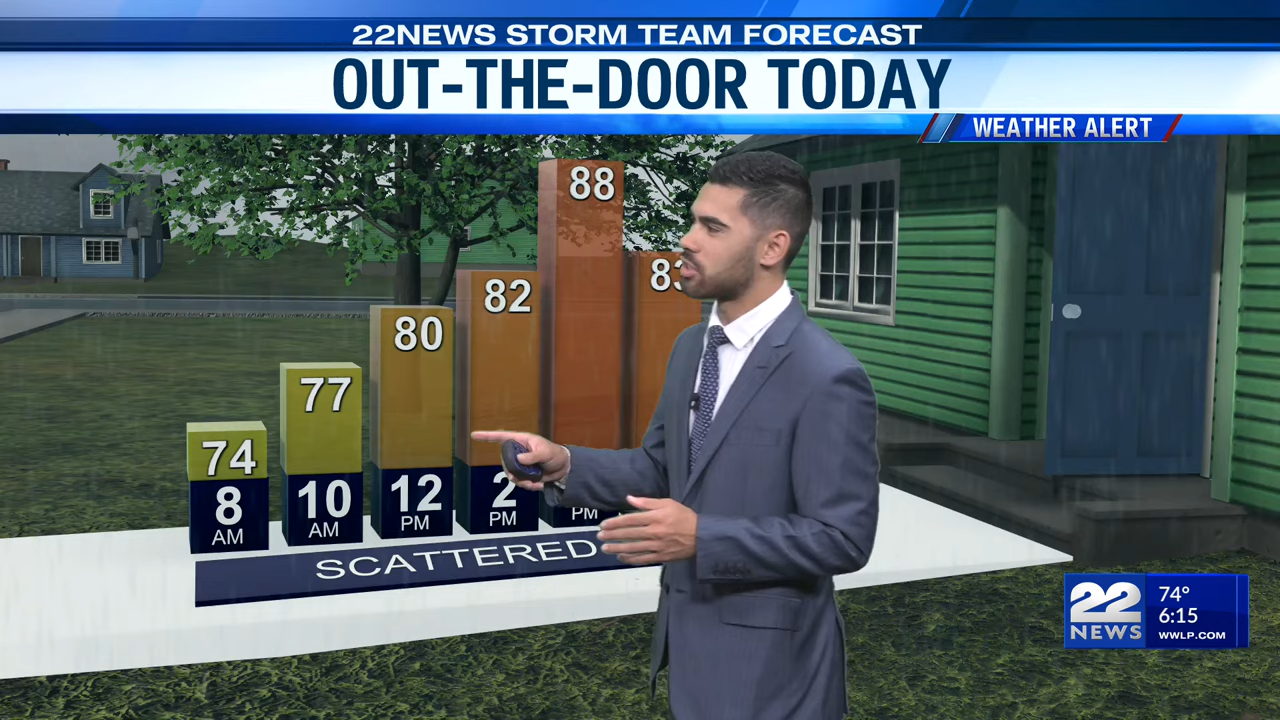 22NEWS STORM TEAM FORECAST
OUT-THE-DOOR TODAY
WEATHER ALERT
74
77
80
82
88
83
8
AM
10
AM
12
PM
2
PM
PM
SCATTERED
22
NEWS
74°
6:15
WWLP.COM